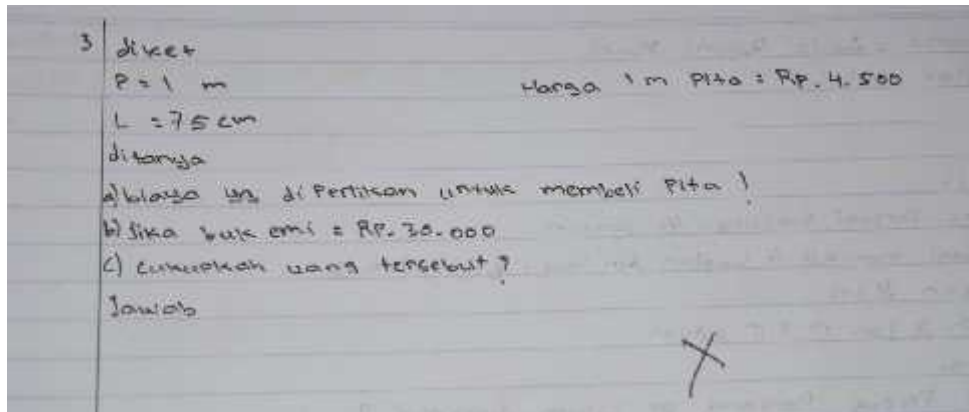 3 diket
P = 1 m Harga 1 m Pita = Rp. 4.500
L = 75 cm
ditanya
a) biaya yg di Perlukan untuk membeli Pita !
b) Jika buk emi = RP. 30.000
c) cukupkah uang tersebut ?
Jawab